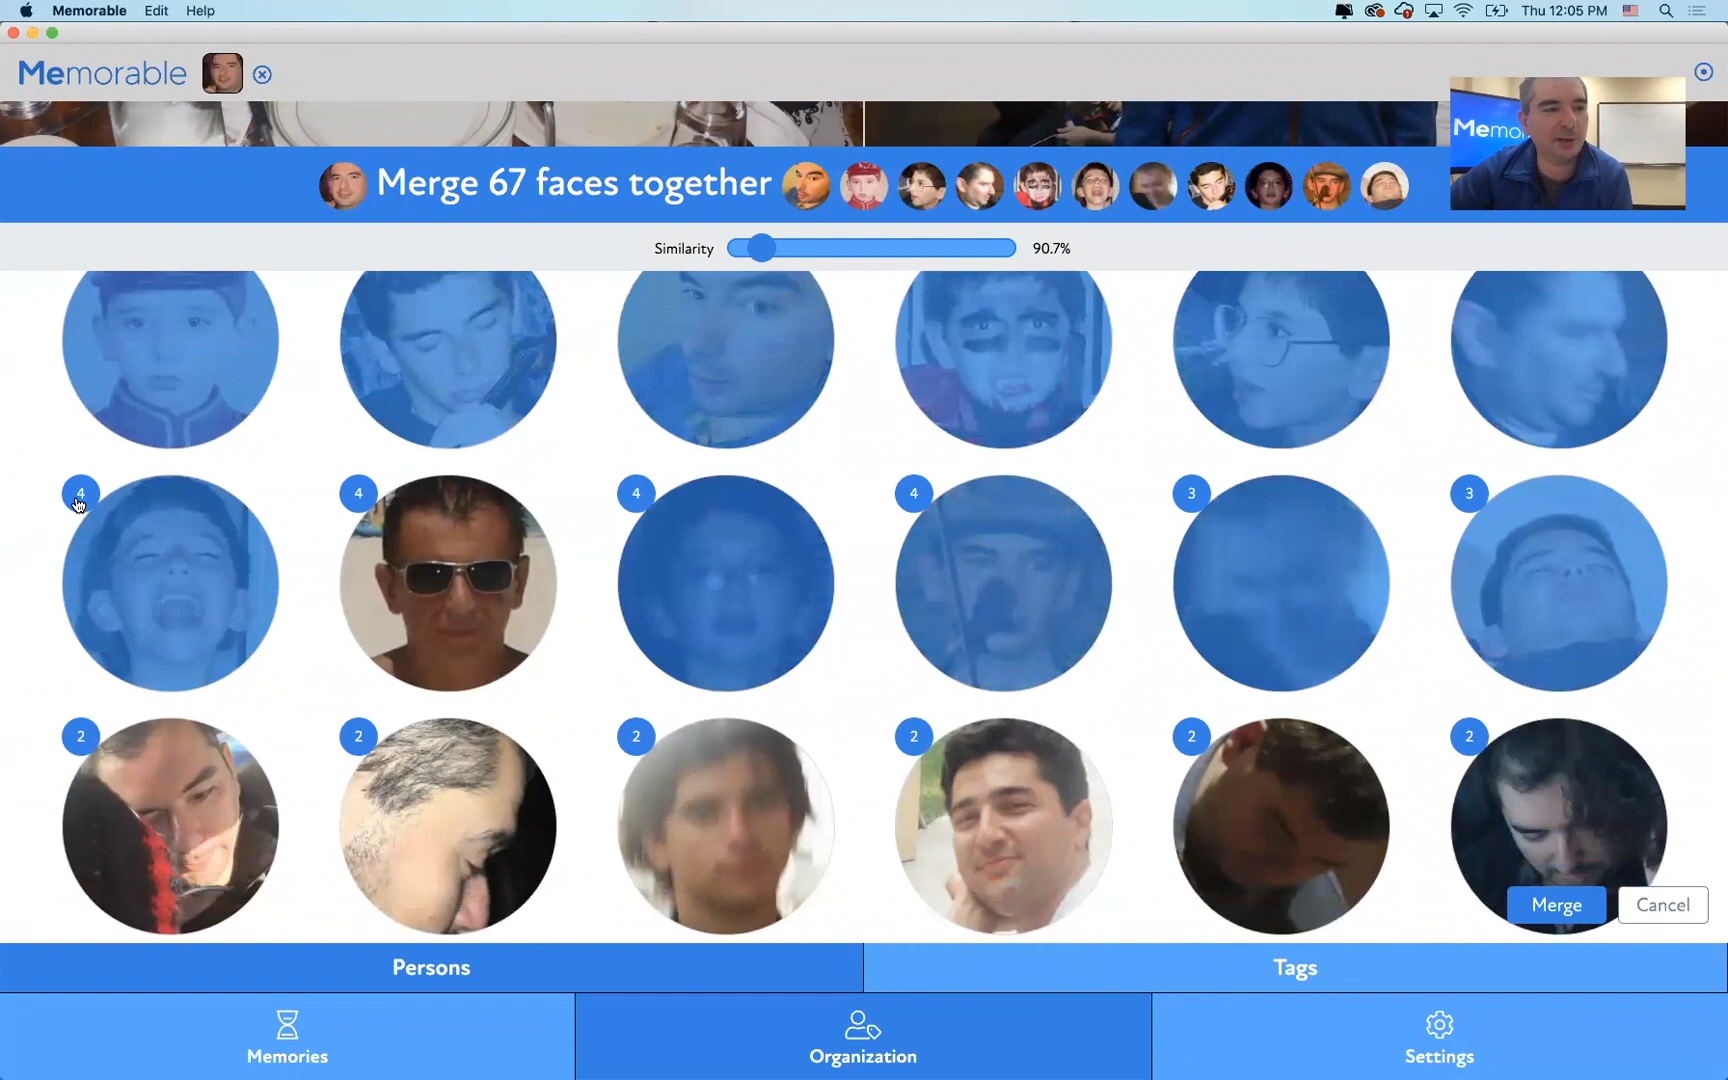 Memorable Edit Help
Thu 12:05 PM
Memorable
Memo
Merge 67 faces together
Similarity 90.7%
4 4 4 4 3 3
2 2 2 2 2 2
Merge Cancel
Persons Tags
Memories Organization Settings